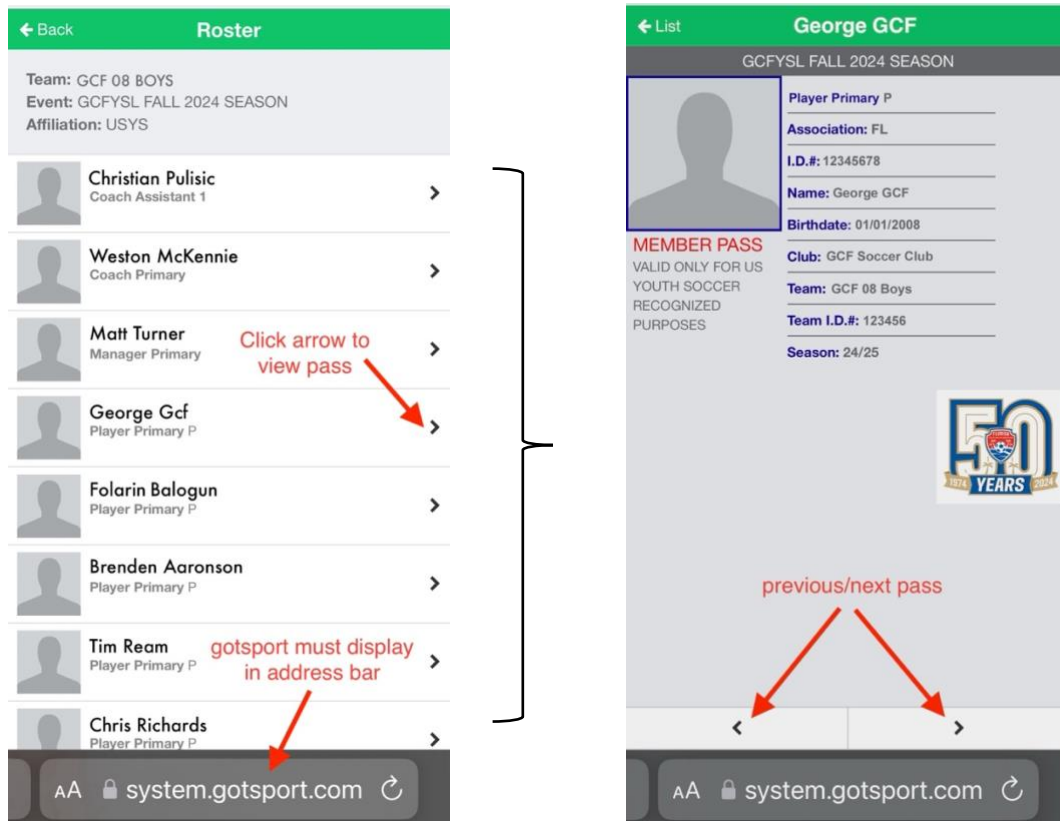 Back
Roster
Team: GCF 08 BOYS
Event: GCFYSL FALL 2024 SEASON
Affiliation: USYS
Christian Pulisic
Coach Assistant 1
Weston McKennie
Coach Primary
Matt Turner
Manager Primary
Click arrow to
view pass
George Gcf
Player Primary P
Folarin Balogun
Player Primary P
Brenden Aaronson
Player Primary P
Tim Ream
Player Primary P
gotsport must display
in address bar
Chris Richards
Player Primary P
AA system.gotsport.com
List
George GCF
GCFYSL FALL 2024 SEASON
MEMBER PASS
VALID ONLY FOR US
YOUTH SOCCER
RECOGNIZED
PURPOSES
Player Primary P
Association: FL
I.D.#: 12345678
Name: George GCF
Birthdate: 01/01/2008
Club: GCF Soccer Club
Team: GCF 08 Boys
Team I.D.#: 123456
Season: 24/25
50
1974 YEARS 2024
previous/next pass
AA system.gotsport.com